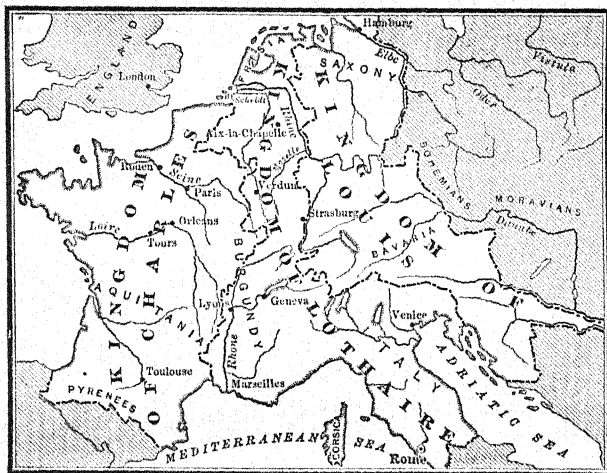 ENGLAND
London
Hamburg
Elbe
Vistula
Oder
FRISIA
SAXONY
Scheldt
Rhine
Aix-la-Chapelle
Moselle
Rouen
Seine
Paris
Verdun
Strasburg
BOHEMIANS
MORAVIANS
Danube
Loire
Orleans
Tours
BAVARIA
BURGUNDY
AQUITANIA
Lyons
Geneva
Venice
Rhone
Toulouse
Marseilles
PYRENEES
ITALY
ADRIATIC SEA
MEDITERRANEAN SEA
CORSICA
Rome
KINGDOM OF CHARLES
KINGDOM OF LOTHAIRE
KINGDOM OF LOUIS